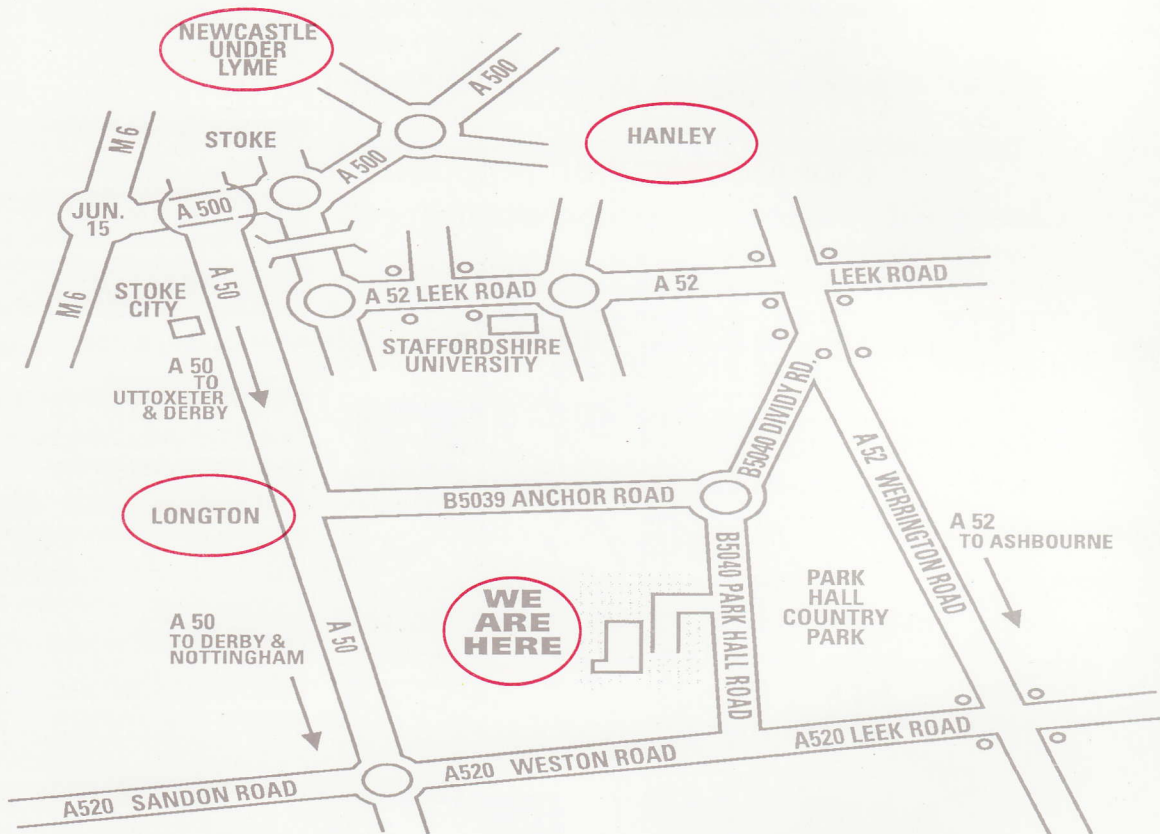 NEWCASTLE
UNDER
LYME
A 500
HANLEY
STOKE
M 6
A 500
JUN.
15
A 500
M 6
A 50
STOKE
CITY
A 52 LEEK ROAD
A 52
LEEK ROAD
STAFFORDSHIRE
UNIVERSITY
A 50
TO
UTTOXETER
& DERBY
B5040 DIVIDY RD.
A 52 WERRINGTON ROAD
B5039 ANCHOR ROAD
LONGTON
A 52
TO ASHBOURNE
B5040 PARK HALL ROAD
PARK
HALL
COUNTRY
PARK
WE
ARE
HERE
A 50
TO DERBY &
NOTTINGHAM
A 50
A520 LEEK ROAD
A520 WESTON ROAD
A520 SANDON ROAD